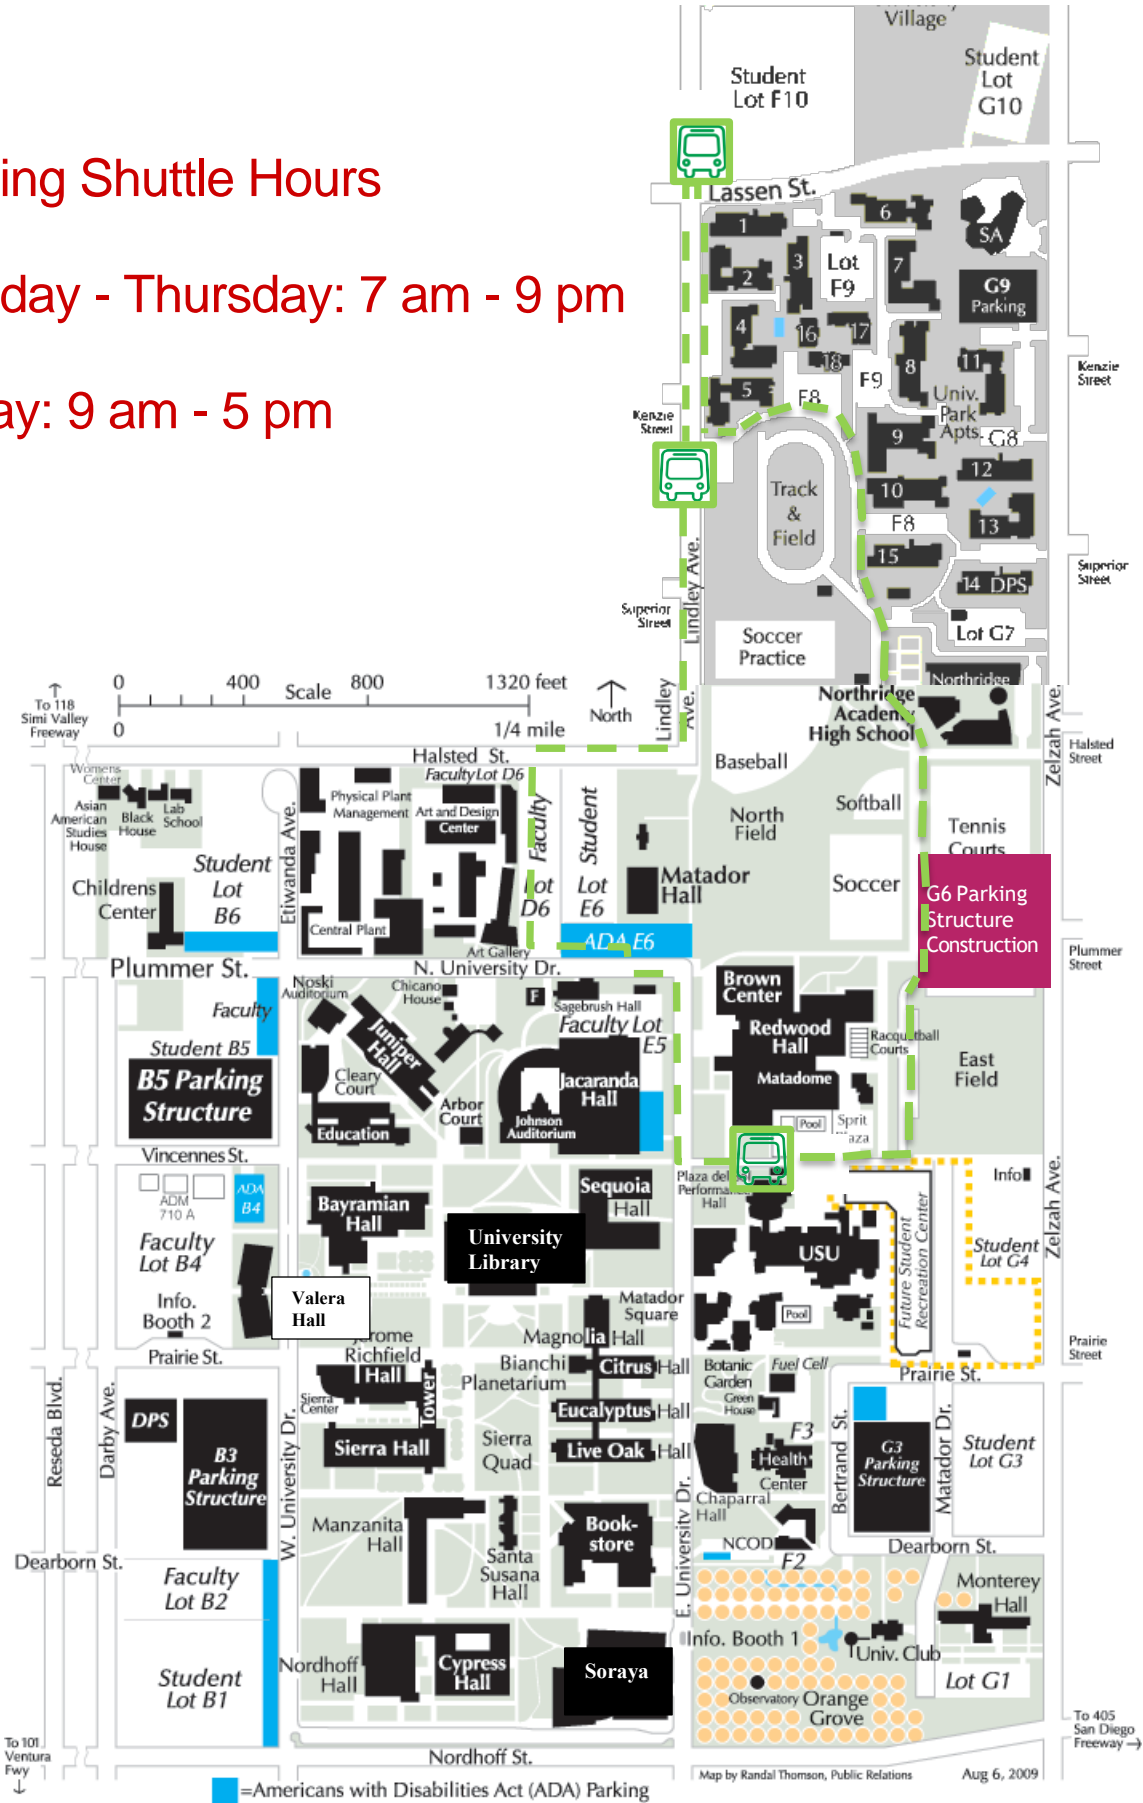 Village
Student
Lot F10
Student
Lot
G10
ing Shuttle Hours
day - Thursday: 7 am - 9 pm
ay: 9 am - 5 pm
Lassen St.
1
2
3
4
5
6
7
8
9
10
11
12
13
14 DPS
15
16
17
18
SA
Lot
F9
G9
Parking
F8
F9
Univ.
Park
Apts.
G8
F8
Kenzie
Street
Kenzie
Street
Track
&
Field
Lindley Ave.
Superior
Street
Superior
Street
Soccer
Practice
Lot G7
Northridge
Northridge
Academy
High School
To 118
Simi Valley
Freeway
0 400 Scale 800 1320 feet
0 1/4 mile
North
Lindley
Ave.
Zelzah Ave.
Halsted
Street
Halsted St.
Womens
Center
Asian
American
Studies
House
Black
House
Lab
School
Etiwanda Ave.
Physical Plant
Management
Faculty Lot D6
Art and Design
Center
Faculty
Lot
D6
Student
Lot
E6
Matador
Hall
Baseball
North
Field
Softball
Soccer
Tennis
Courts
G6 Parking
Structure
Construction
Student
Lot
B6
Childrens
Center
Central Plant
Art Gallery
ADA E6
Plummer
Street
Plummer St.
N. University Dr.
Noski
Auditorium
Chicano
House
F
Sagebrush Hall
Faculty Lot
E5
Brown
Center
Redwood
Hall
Matadome
Racquetball
Courts
East
Field
Faculty
Student B5
B5 Parking
Structure
Juniper
Hall
Cleary
Court
Education
Arbor
Court
Jacaranda
Hall
Johnson
Auditorium
Pool
Sprit
aza
Vincennes St.
ADM
710 A
ADA
B4
Faculty
Lot B4
Info.
Booth 2
Prairie St.
Bayramian
Hall
University
Library
Sequoia
Hall
Plaza del
Performance
Hall
USU
Pool
Future Student
Recreation Center
Info
Student
Lot G4
Zelzah Ave.
Valera
Hall
Matador
Square
Magnolia Hall
Prairie
Street
Prairie St.
Jerome
Richfield
Hall
Sierra
Center
Tower
Bianchi
Planetarium
Citrus Hall
Botanic
Garden
Fuel Cell
Green
House
Reseda Blvd.
Darby Ave.
DPS
B3
Parking
Structure
W. University Dr.
Sierra Hall
Sierra
Quad
Eucalyptus Hall
Live Oak Hall
F3
Health
Center
Chaparral
Hall
Bertrand St.
G3
Parking
Structure
Matador Dr.
Student
Lot G3
Manzanita
Hall
Santa
Susana
Hall
Book-
store
E. University Dr.
NCOD
F2
Dearborn St.
Dearborn St.
Faculty
Lot B2
Student
Lot B1
Monterey
Hall
Info. Booth 1
Univ. Club
Nordhoff
Hall
Cypress
Hall
Soraya
Observatory
Orange
Grove
Lot G1
To 101
Ventura
Fwy
To 405
San Diego
Freeway →
Nordhoff St.
Map by Randal Thomson, Public Relations
Aug 6, 2009
=Americans with Disabilities Act (ADA) Parking